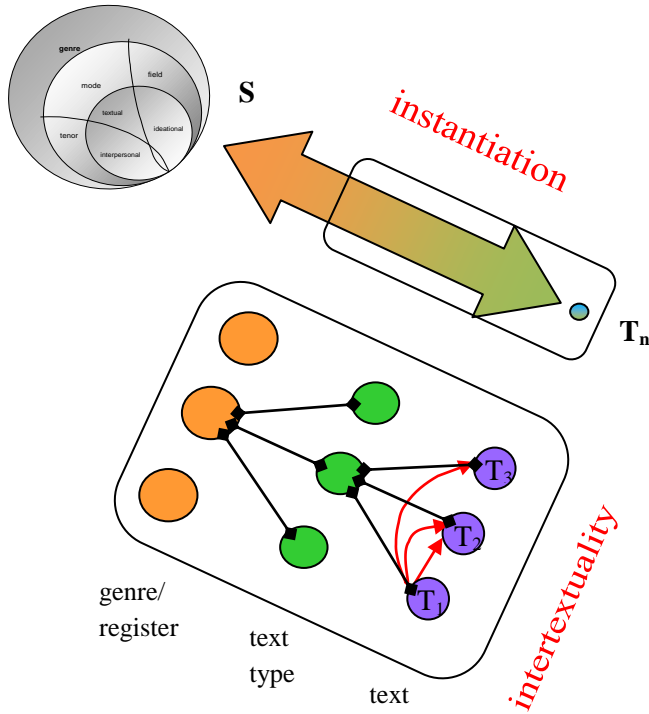 genre
field
mode
textual
ideational
tenor
interpersonal
S
instantiation
Tn
T3
T2
T1
genre/
register
text
type
text
intertextuality